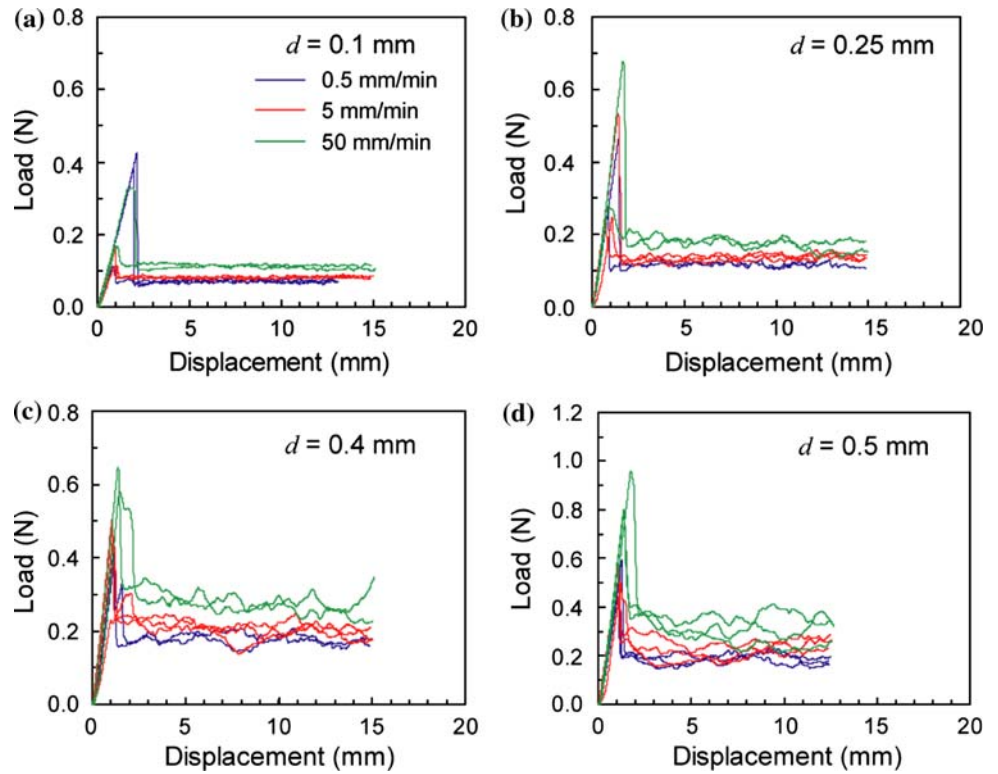 (a)
0.8
0.6
0.4
0.2
0.0
Load (N)
d = 0.1 mm
0.5 mm/min
5 mm/min
50 mm/min
0 5 10 15 20
Displacement (mm)
(b)
0.8
0.6
0.4
0.2
0.0
Load (N)
d = 0.25 mm
0 5 10 15 20
Displacement (mm)
(c)
0.8
0.6
0.4
0.2
0.0
Load (N)
d = 0.4 mm
0 5 10 15 20
Displacement (mm)
(d)
1.2
1.0
0.8
0.6
0.4
0.2
0.0
Load (N)
d = 0.5 mm
0 5 10 15 20
Displacement (mm)